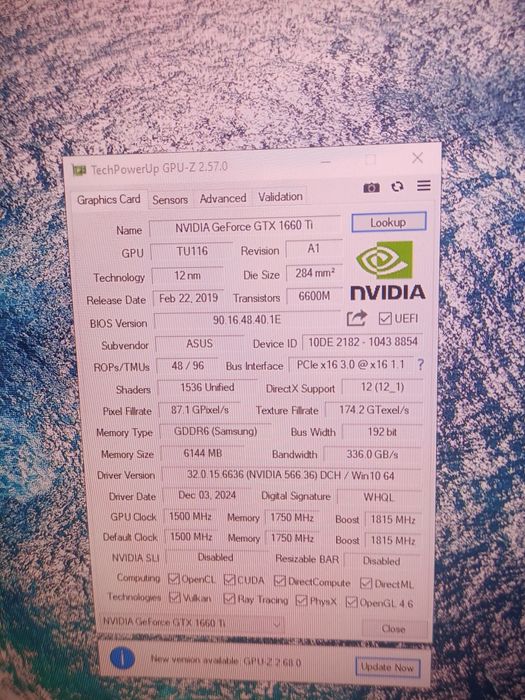 TechPowerUp GPU-Z 2.57.0
Graphics Card Sensors Advanced Validation
Name NVIDIA GeForce GTX 1660 Ti Lookup
GPU TU116 Revision A1
Technology 12 nm Die Size 284 mm²
Release Date Feb 22, 2019 Transistors 6600M
NVIDIA
BIOS Version 90.16.48.40.1E UEFI
Subvendor ASUS Device ID 10DE 2182 - 1043 8854
ROPs/TMUs 48 / 96 Bus Interface PCIe x16 3.0 @ x16 1.1 ?
Shaders 1536 Unified DirectX Support 12 (12_1)
Pixel Fillrate 87.1 GPixel/s Texture Fillrate 174.2 GTexel/s
Memory Type GDDR6 (Samsung) Bus Width 192 bit
Memory Size 6144 MB Bandwidth 336.0 GB/s
Driver Version 32.0.15.6636 (NVIDIA 566.36) DCH / Win10 64
Driver Date Dec 03, 2024 Digital Signature WHQL
GPU Clock 1500 MHz Memory 1750 MHz Boost 1815 MHz
Default Clock 1500 MHz Memory 1750 MHz Boost 1815 MHz
NVIDIA SLI Disabled Resizable BAR Disabled
Computing OpenCL CUDA DirectCompute DirectML
Technologies Vulkan Ray Tracing PhysX OpenGL 4.6
NVIDIA GeForce GTX 1660 Ti Close
New version available: GPU-Z 2.68.0 Update Now